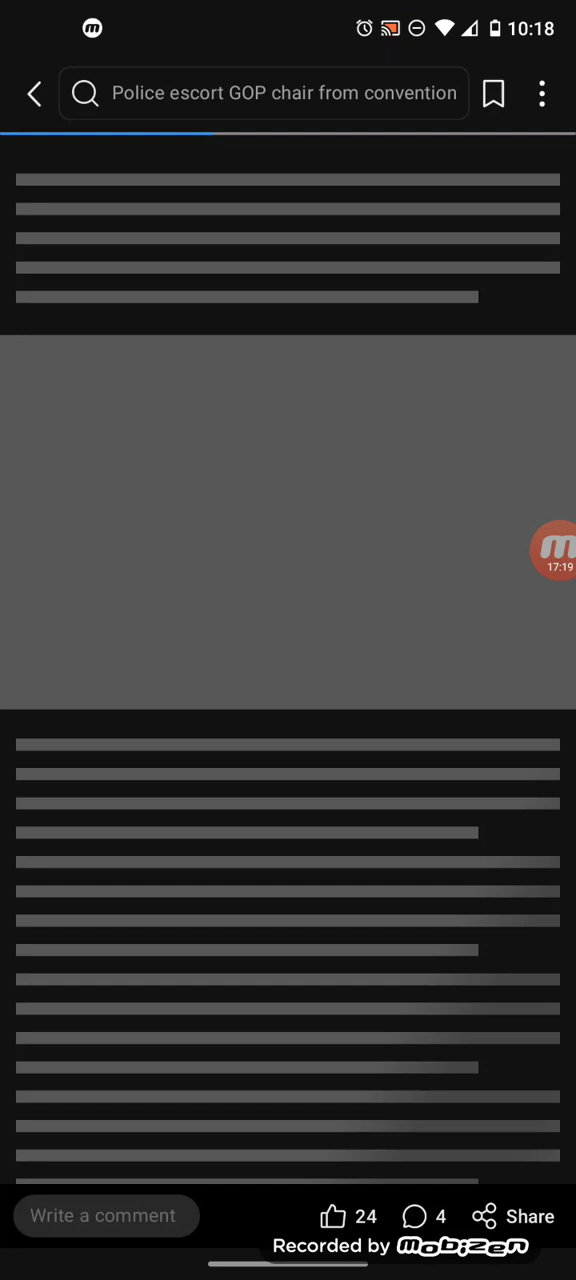 10:18
Police escort GOP chair from convention
17:19
Write a comment
24
4
Share
Recorded by mobizen